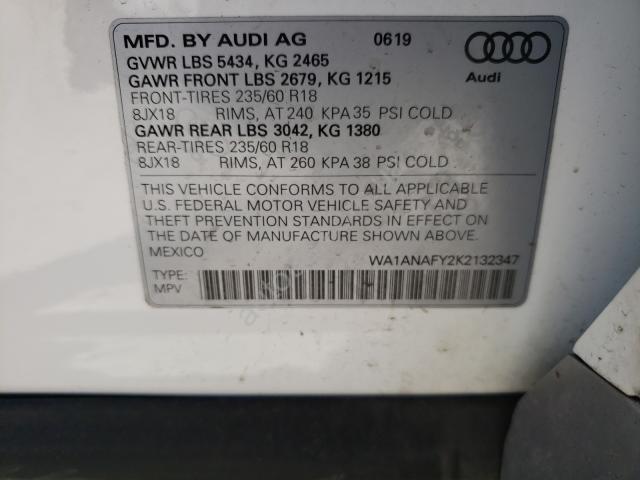 MFD. BY AUDI AG 0619
GVWR LBS 5434, KG 2465
GAWR FRONT LBS 2679, KG 1215
Audi
FRONT-TIRES 235/60 R18
8JX18 RIMS, AT 240 KPA 35 PSI COLD
GAWR REAR LBS 3042, KG 1380
REAR-TIRES 235/60 R18
8JX18 RIMS, AT 260 KPA 38 PSI COLD
THIS VEHICLE CONFORMS TO ALL APPLICABLE
U.S. FEDERAL MOTOR VEHICLE SAFETY AND
THEFT PREVENTION STANDARDS IN EFFECT ON
THE DATE OF MANUFACTURE SHOWN ABOVE.
MEXICO WA1ANAFY2K2132347
TYPE:
MPV